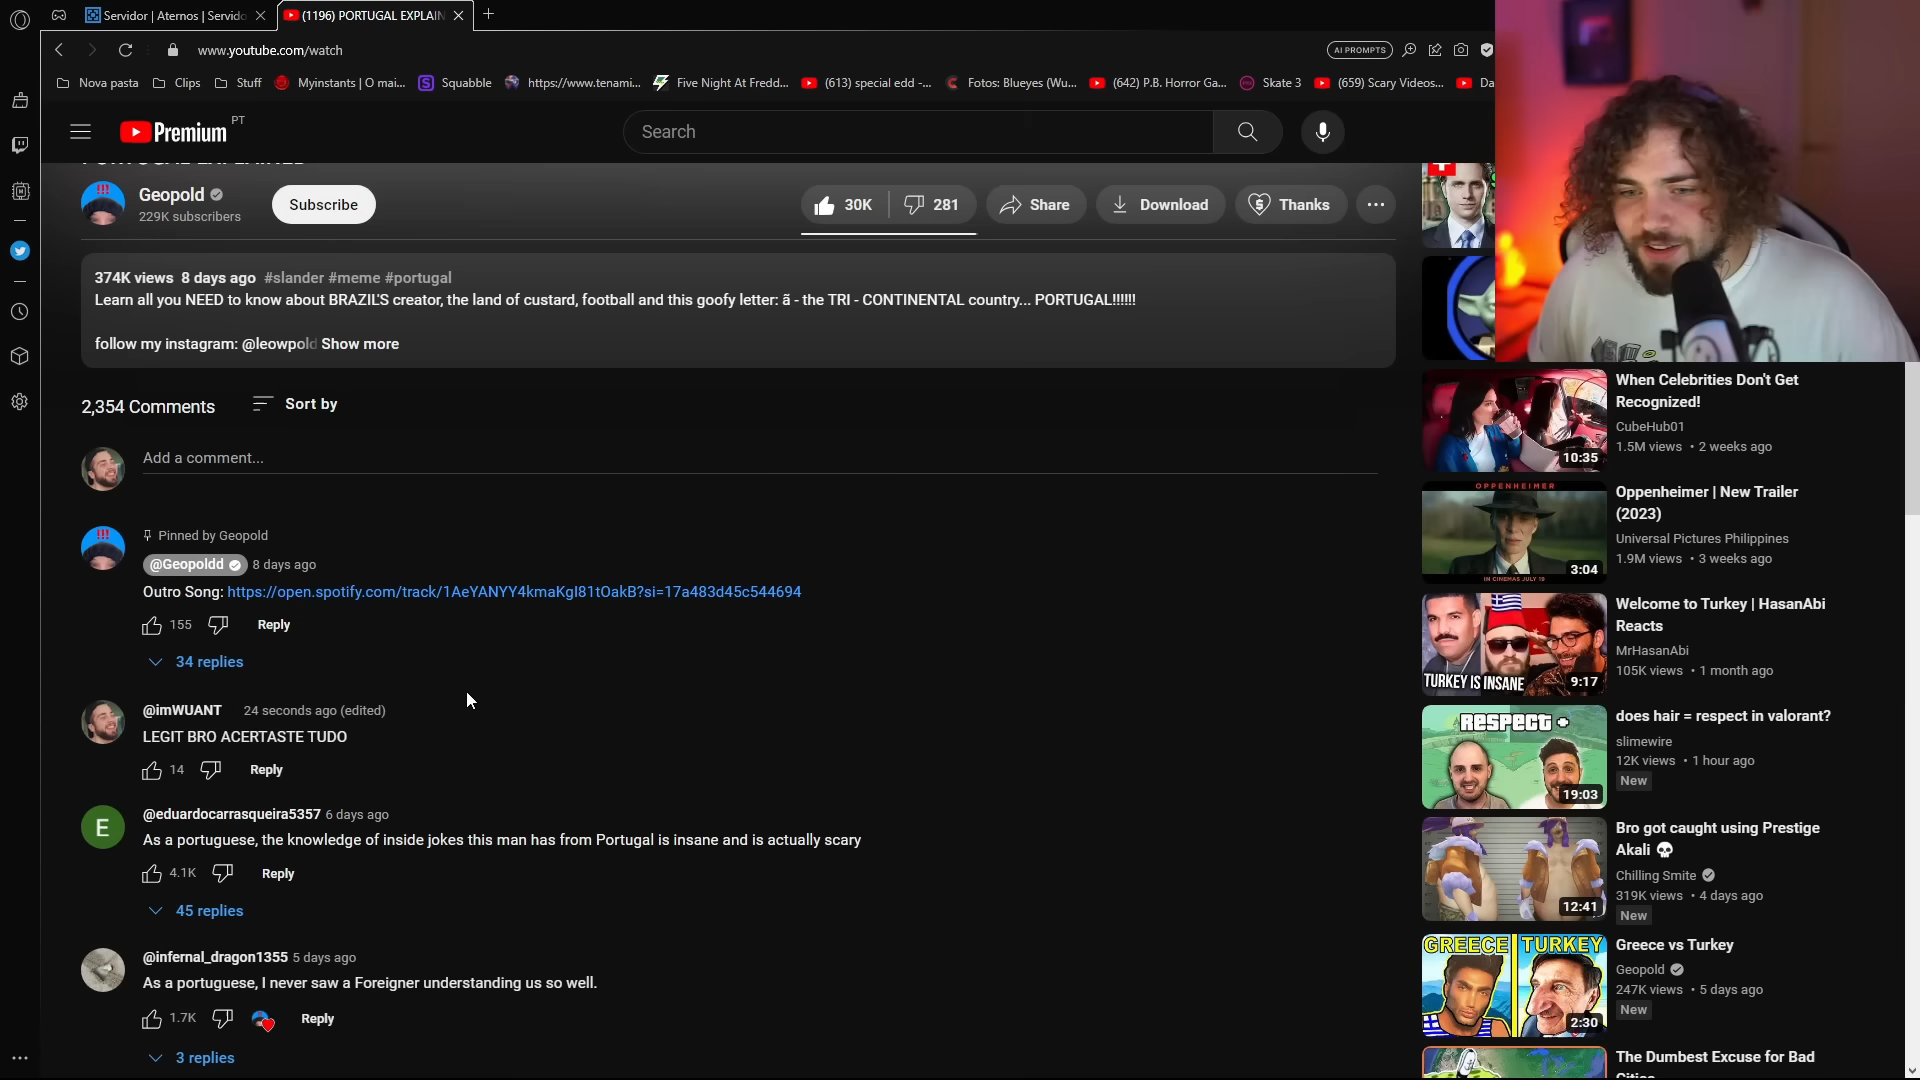 Servidor | Aternos | Servido
(1196) PORTUGAL EXPLAIN
www.youtube.com/watch
AI PROMPTS
Nova pasta
Clips
Stuff
Myinstants | O mai...
Squabble
https://www.tenami...
Five Night At Fredd...
(613) special edd -...
Fotos: Blueyes (Wu...
(642) P.B. Horror Ga...
Skate 3
(659) Scary Videos...
Da
Premium PT
Search
PORTUGAL EXPLAINED
Geopold
229K subscribers
Subscribe
30K
281
Share
Download
Thanks
374K views 8 days ago #slander #meme #portugal
Learn all you NEED to know about BRAZIL'S creator, the land of custard, football and this goofy letter: ã - the TRI - CONTINENTAL country... PORTUGAL!!!!!!
follow my instagram: @leowpold Show more
2,354 Comments
Sort by
Add a comment...
Pinned by Geopold
@Geopoldd 8 days ago
Outro Song: https://open.spotify.com/track/1AeYANYY4kmaKgI81tOakB?si=17a483d45c544694
155
Reply
34 replies
@imWUANT 24 seconds ago (edited)
LEGIT BRO ACERTASTE TUDO
14
Reply
E
@eduardocarrasqueira5357 6 days ago
As a portuguese, the knowledge of inside jokes this man has from Portugal is insane and is actually scary
4.1K
Reply
45 replies
@infernal_dragon1355 5 days ago
As a portuguese, I never saw a Foreigner understanding us so well.
1.7K
Reply
3 replies
When Celebrities Don't Get
Recognized!
CubeHub01
1.5M views • 2 weeks ago
10:35
OPPENHEIMER
IN CINEMAS JULY 19
3:04
Oppenheimer | New Trailer
(2023)
Universal Pictures Philippines
1.9M views • 3 weeks ago
TURKEY IS INSANE
9:17
Welcome to Turkey | HasanAbi
Reacts
MrHasanAbi
105K views • 1 month ago
RESPECT +
19:03
does hair = respect in valorant?
slimewire
12K views • 1 hour ago
New
12:41
Bro got caught using Prestige
Akali 💀
Chilling Smite
319K views • 4 days ago
New
GREECE TURKEY
2:30
Greece vs Turkey
Geopold
247K views • 5 days ago
New
The Dumbest Excuse for Bad
Cities